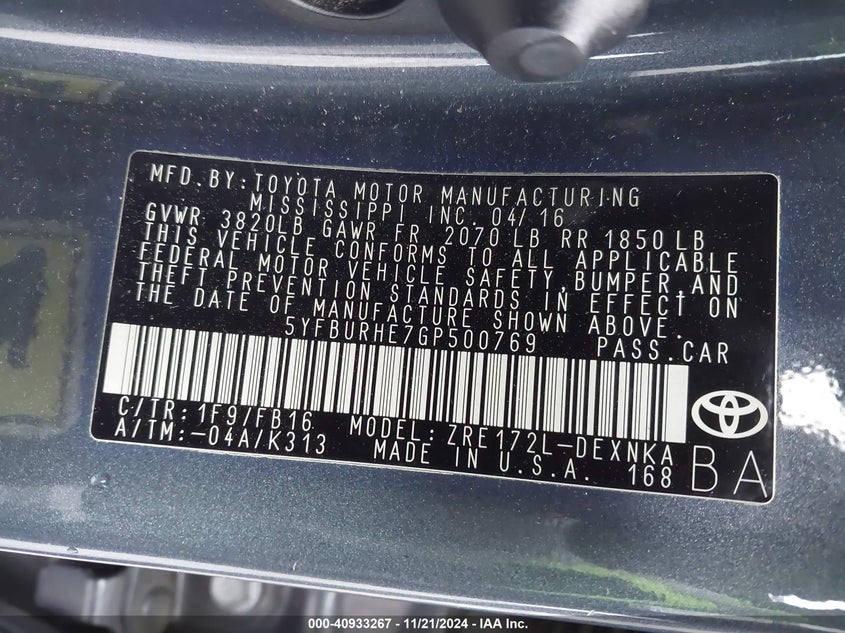 MFD. BY: TOYOTA MOTOR MANUFACTURING
MISSISSIPPI INC. 04/16
GVWR 3820LB GAWR FR 2070 LB RR 1850 LB
THIS VEHICLE CONFORMS TO ALL APPLICABLE
FEDERAL MOTOR VEHICLE SAFETY, BUMPER, AND
THEFT PREVENTION STANDARDS IN EFFECT ON
THE DATE OF MANUFACTURE SHOWN ABOVE.
5YFBURHE7GP500769 PASS. CAR
C/TR: 1F9/FB16 MODEL: ZRE172L-DEXNKA
A/TM: -04A/K313 MADE IN U.S.A. 168
BA
000-40933267 - 11/21/2024 - IAA Inc.